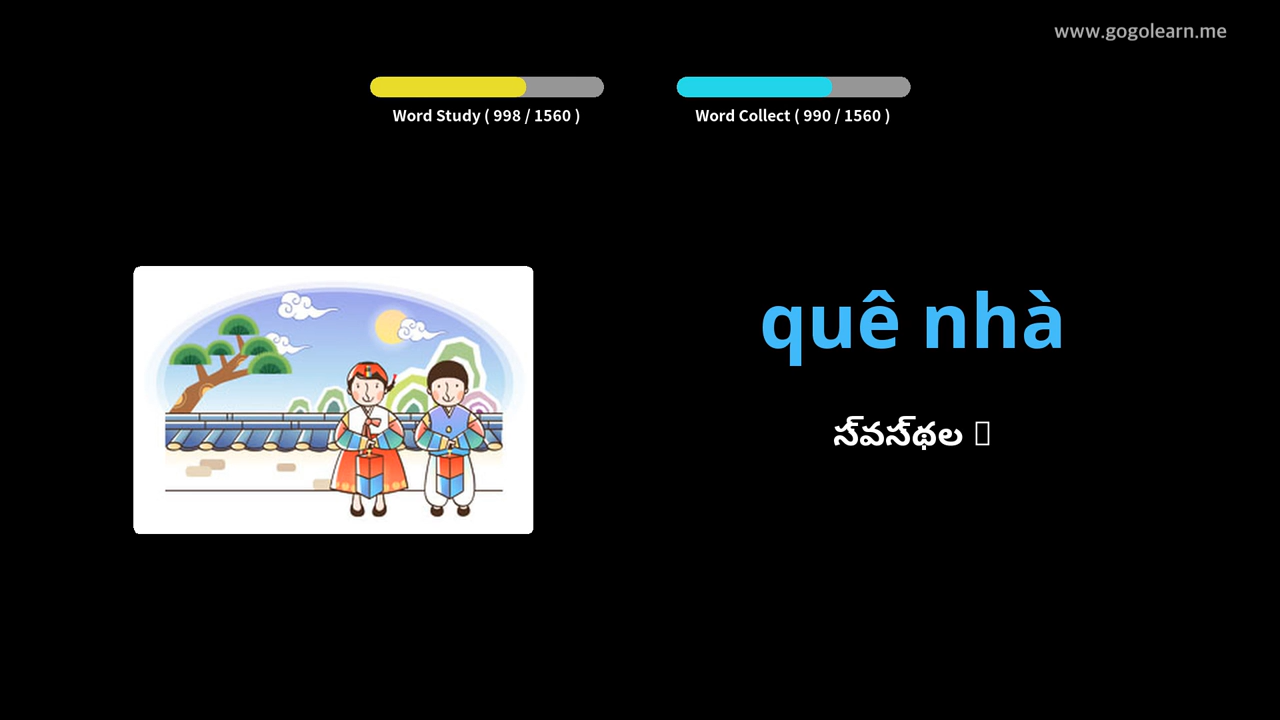 www.gogolearn.me
Word Study ( 998 / 1560 )
Word Collect ( 990 / 1560 )
quê nhà
స్‌వస్‌థల